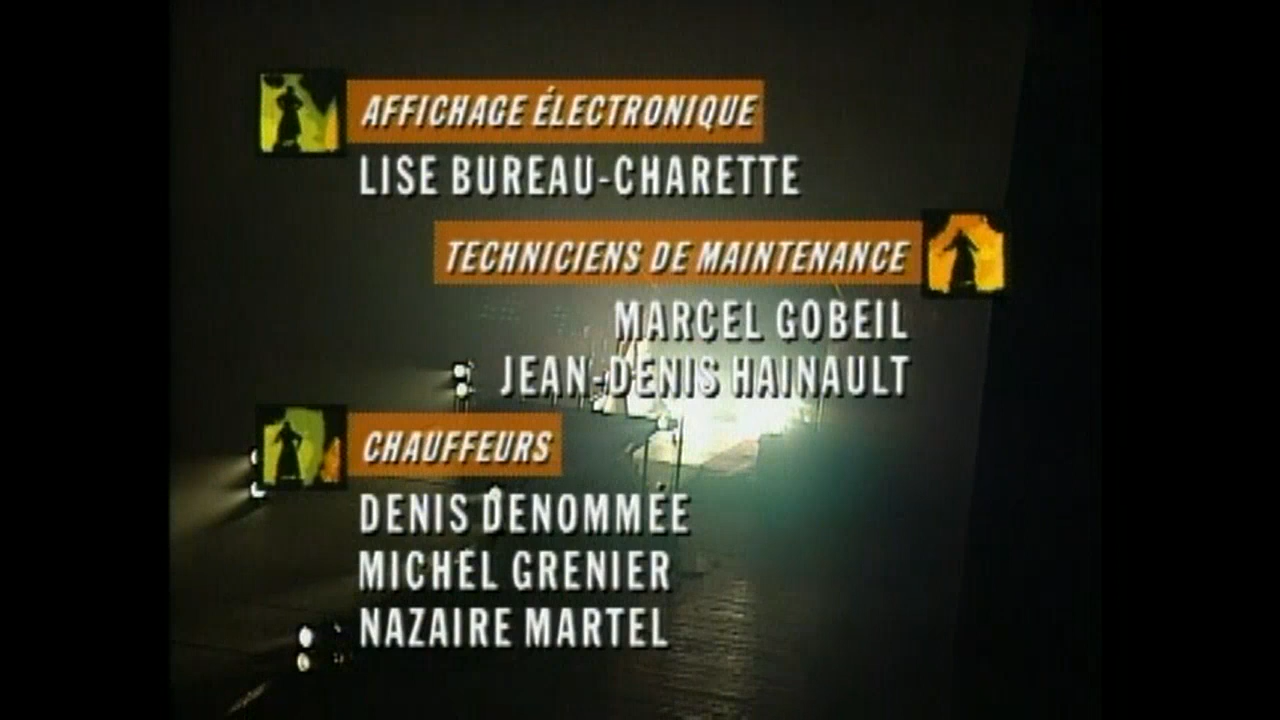 AFFICHAGE ÉLECTRONIQUE
LISE BUREAU-CHARETTE
TECHNICIENS DE MAINTENANCE
MARCEL GOBEIL
JEAN-DENIS HAINAULT
CHAUFFEURS
DENIS DENOMMÉE
MICHEL GRENIER
NAZAIRE MARTEL